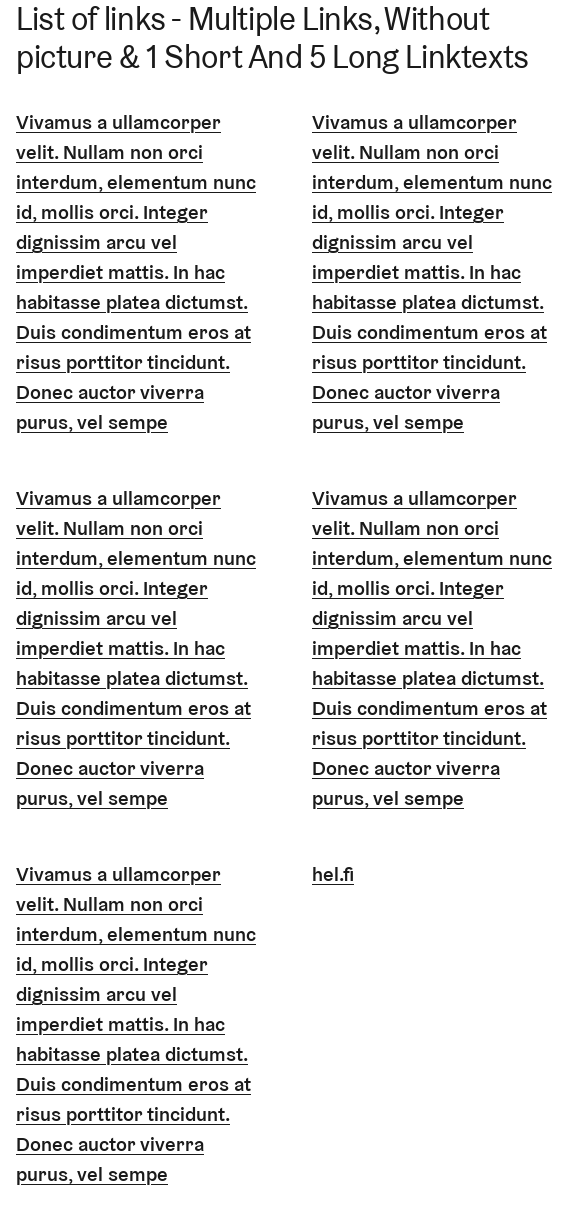 List of links - Multiple Links, Without
picture & 1 Short And 5 Long Linktexts
Vivamus a ullamcorper
velit. Nullam non orci
interdum, elementum nunc
id, mollis orci. Integer
dignissim arcu vel
imperdiet mattis. In hac
habitasse platea dictumst.
Duis condimentum eros at
risus porttitor tincidunt.
Donec auctor viverra
purus, vel sempe
Vivamus a ullamcorper
velit. Nullam non orci
interdum, elementum nunc
id, mollis orci. Integer
dignissim arcu vel
imperdiet mattis. In hac
habitasse platea dictumst.
Duis condimentum eros at
risus porttitor tincidunt.
Donec auctor viverra
purus, vel sempe
Vivamus a ullamcorper
velit. Nullam non orci
interdum, elementum nunc
id, mollis orci. Integer
dignissim arcu vel
imperdiet mattis. In hac
habitasse platea dictumst.
Duis condimentum eros at
risus porttitor tincidunt.
Donec auctor viverra
purus, vel sempe
Vivamus a ullamcorper
velit. Nullam non orci
interdum, elementum nunc
id, mollis orci. Integer
dignissim arcu vel
imperdiet mattis. In hac
habitasse platea dictumst.
Duis condimentum eros at
risus porttitor tincidunt.
Donec auctor viverra
purus, vel sempe
Vivamus a ullamcorper
velit. Nullam non orci
interdum, elementum nunc
id, mollis orci. Integer
dignissim arcu vel
imperdiet mattis. In hac
habitasse platea dictumst.
Duis condimentum eros at
risus porttitor tincidunt.
Donec auctor viverra
purus, vel sempe
hel.fi